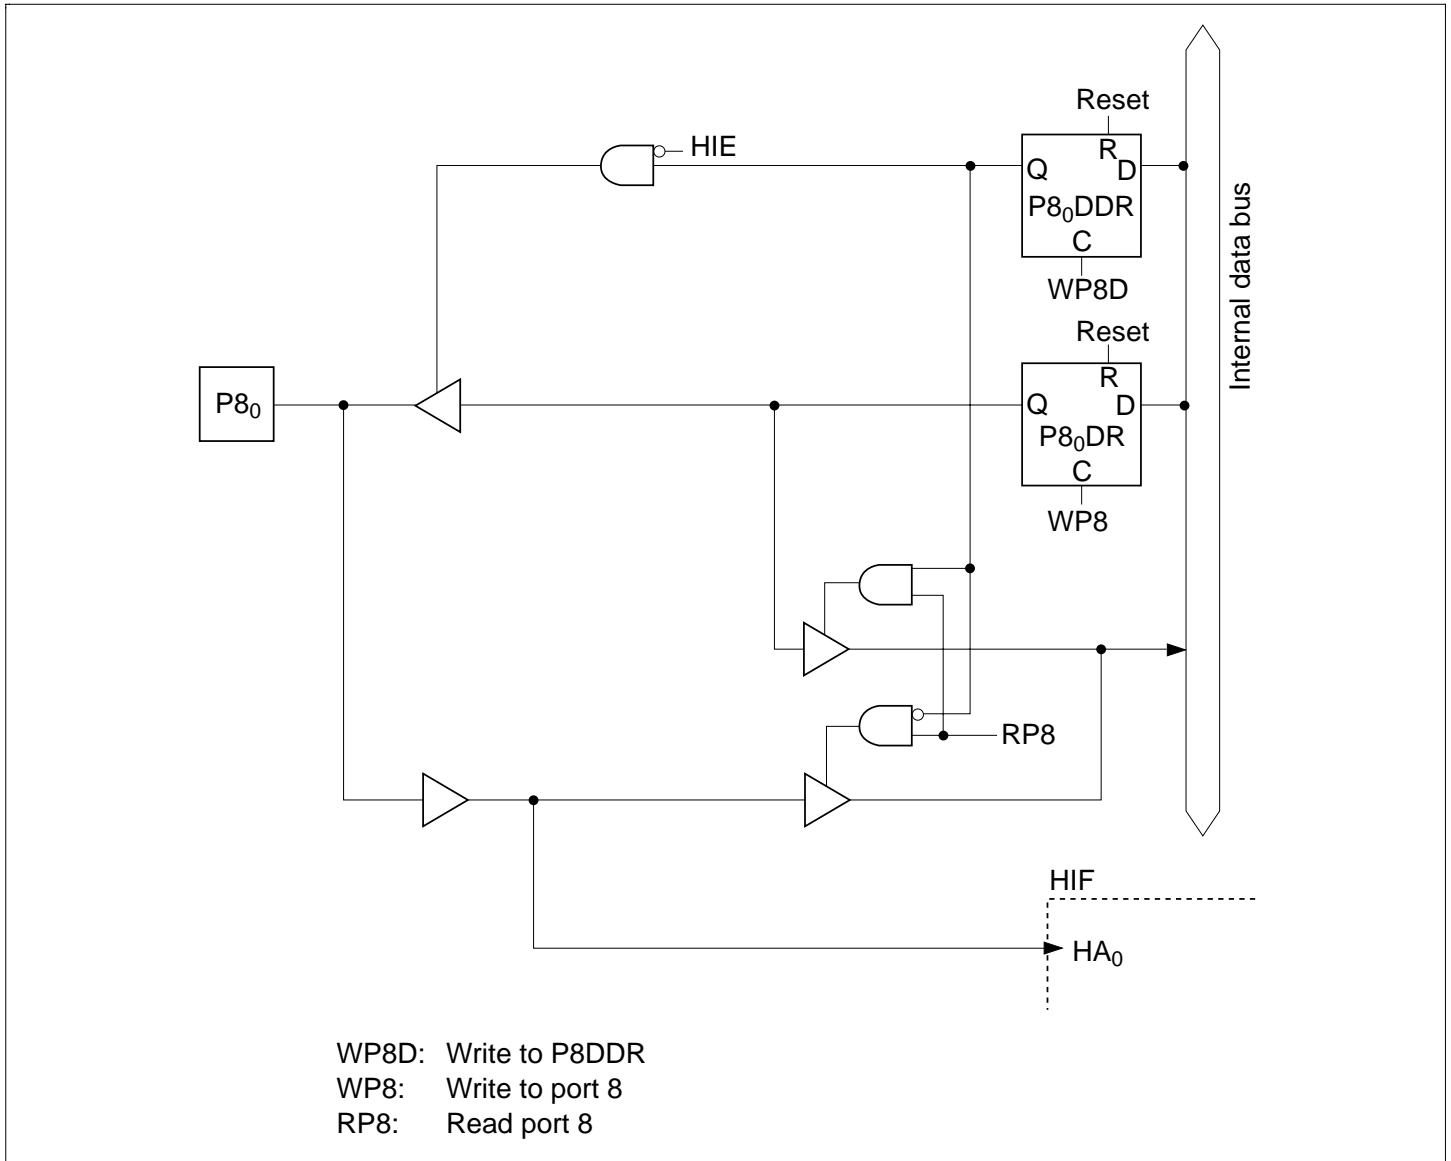 Reset
HIE
R
Q
D
P8₀DDR
C
WP8D
Internal data bus
Reset
R
P8₀
Q
D
P8₀DR
C
WP8
RP8
HIF
HA₀
WP8D: Write to P8DDR
WP8: Write to port 8
RP8: Read port 8